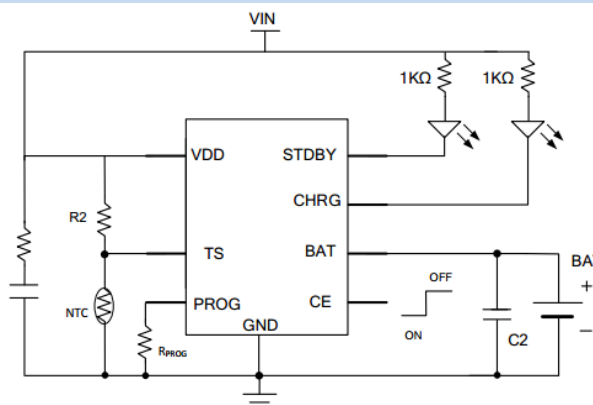 VIN
1KΩ 1KΩ
VDD STDBY
CHRG
R2
TS BAT
BA
+
OFF
NTC
PROG CE
GND
ON
C2
RPROG
−